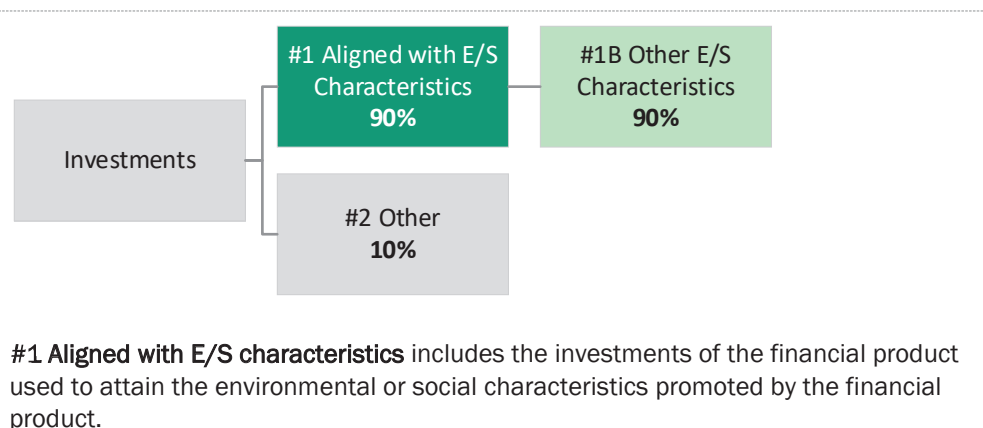 #1 Aligned with E/S
Characteristics
90%
#1B Other E/S
Characteristics
90%
Investments
#2 Other
10%
#1 Aligned with E/S characteristics includes the investments of the financial product
used to attain the environmental or social characteristics promoted by the financial
product.